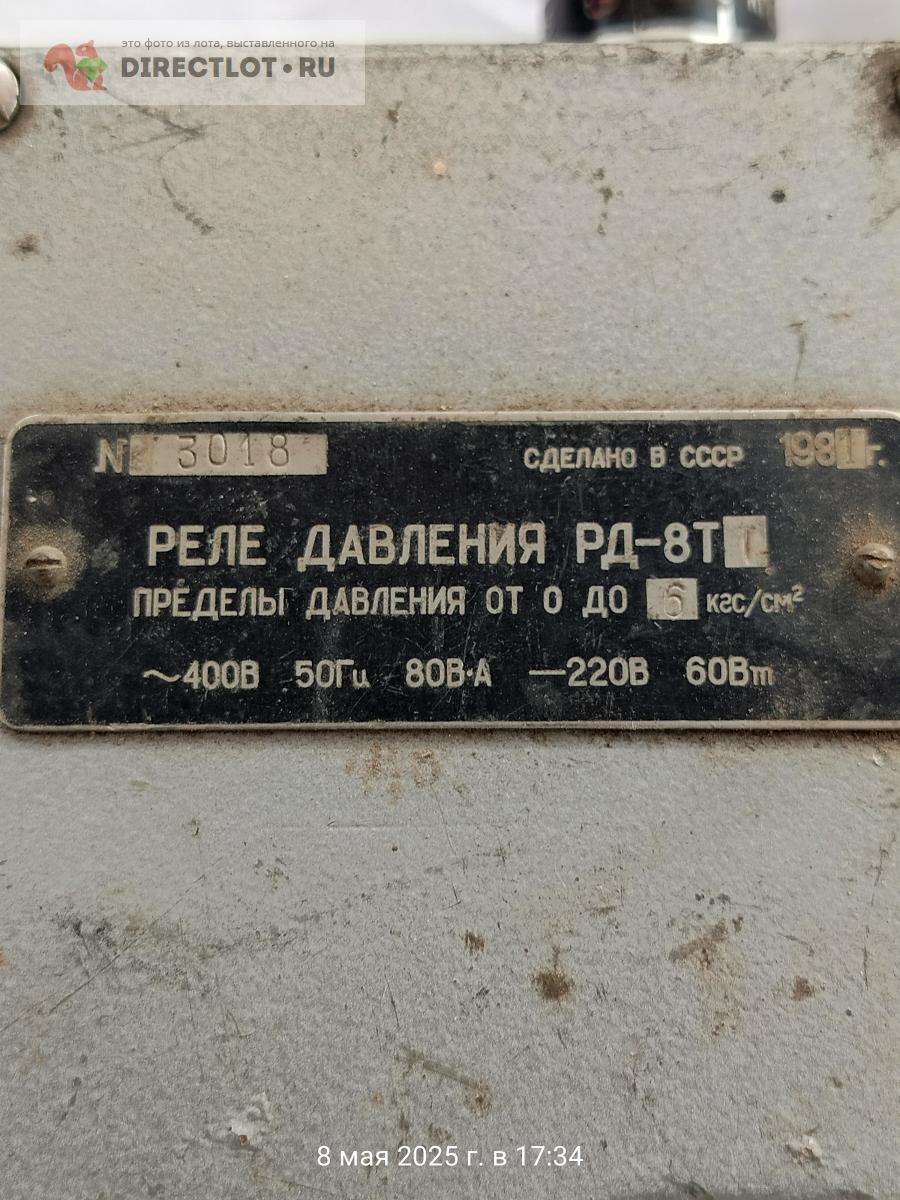 это фото из лота, выставленного на
DIRECTLOT.RU
№ 3018 СДЕЛАНО В СССР 1981 г.
РЕЛЕ ДАВЛЕНИЯ РД-8Т1
ПРЕДЕЛЫ ДАВЛЕНИЯ ОТ 0 ДО 6 кгс/см²
~400В 50Гц 80В·А —220В 60Вт
8 мая 2025 г. в 17:34